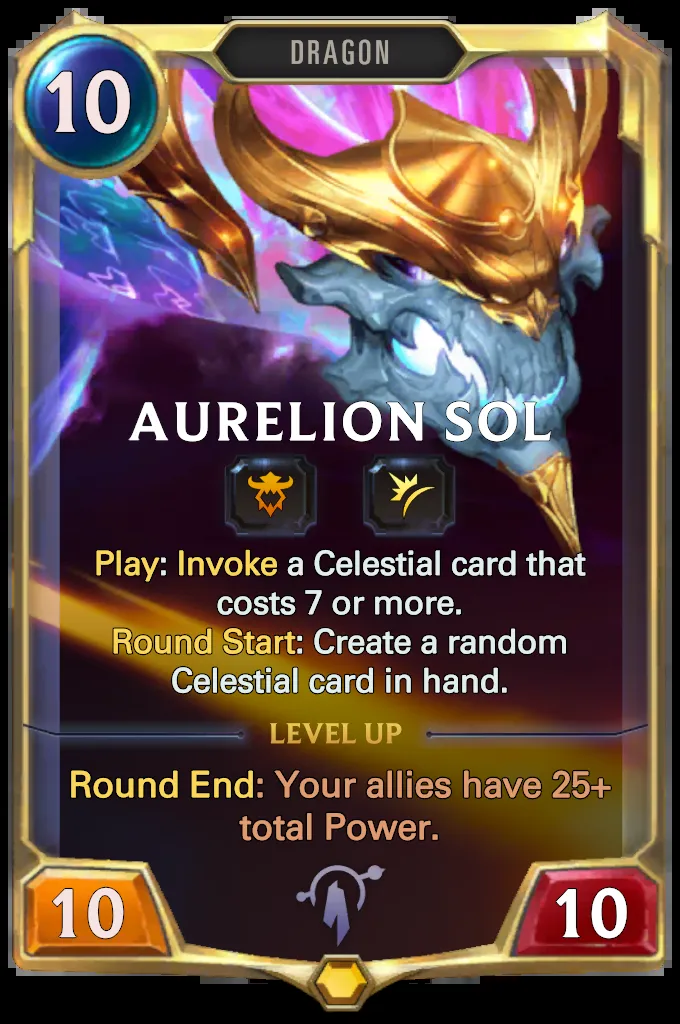 DRAGON
10
AURELION SOL
Play: Invoke a Celestial card that
costs 7 or more.
Round Start: Create a random
Celestial card in hand.
LEVEL UP
Round End: Your allies have 25+
total Power.
10
10